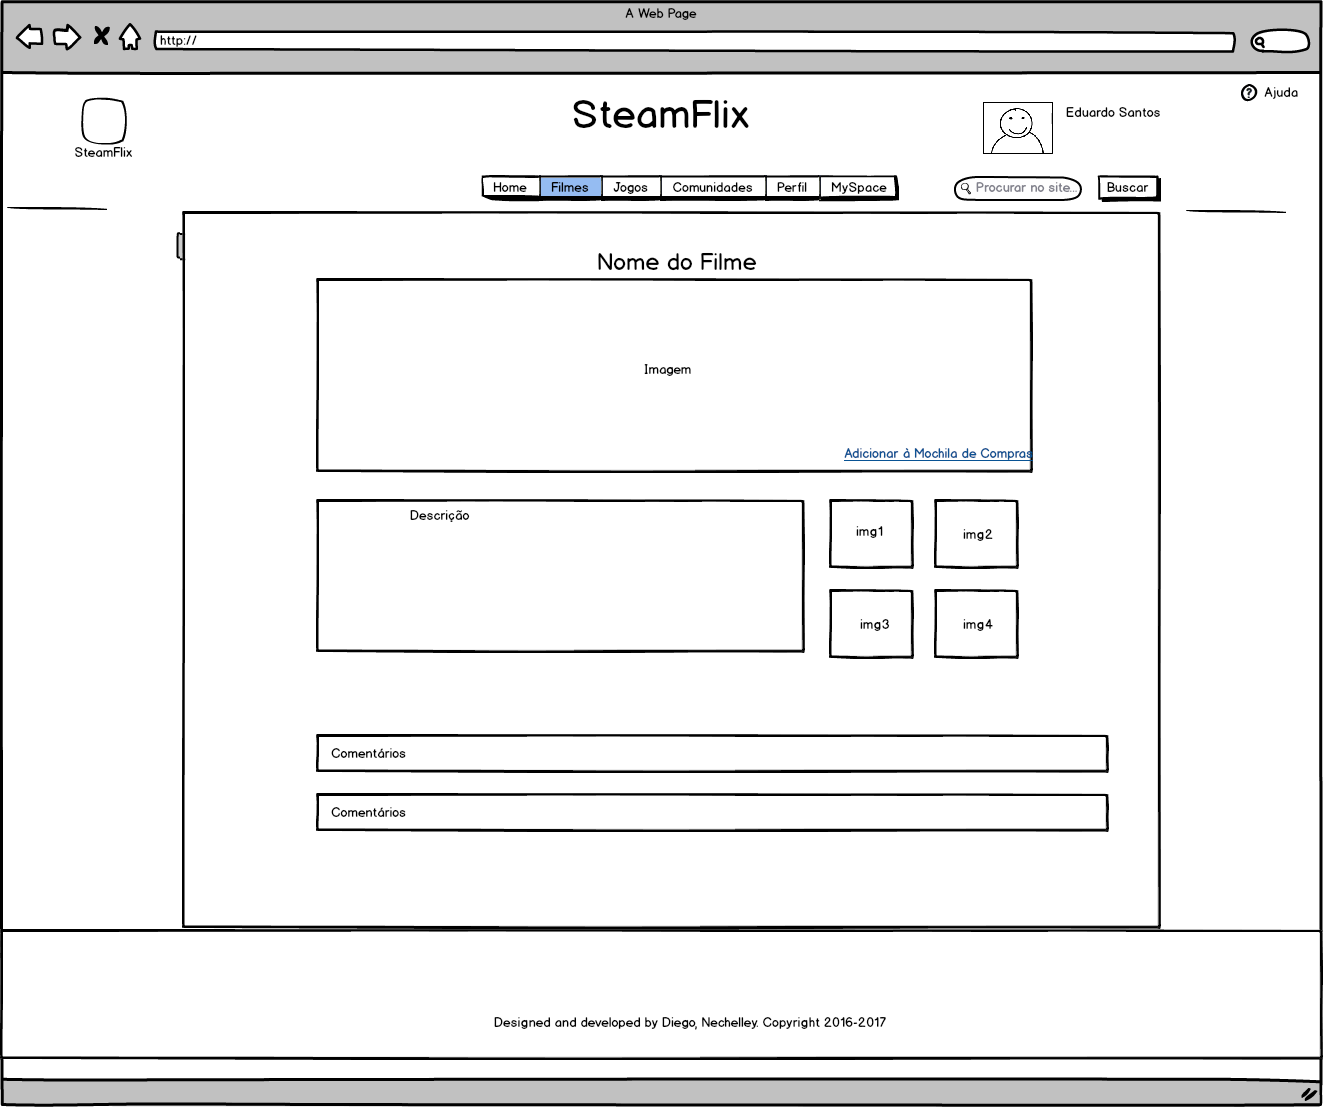 A Web Page
http://
Ajuda
SteamFlix
Eduardo Santos
SteamFlix
Home Filmes Jogos Comunidades Perfil MySpace
Procurar no site... Buscar
Nome do Filme
Imagem
Adicionar à Mochila de Compras
Descrição
img1 img2
img3 img4
Comentários
Comentários
Designed and developed by Diego, Nechelley. Copyright 2016-2017